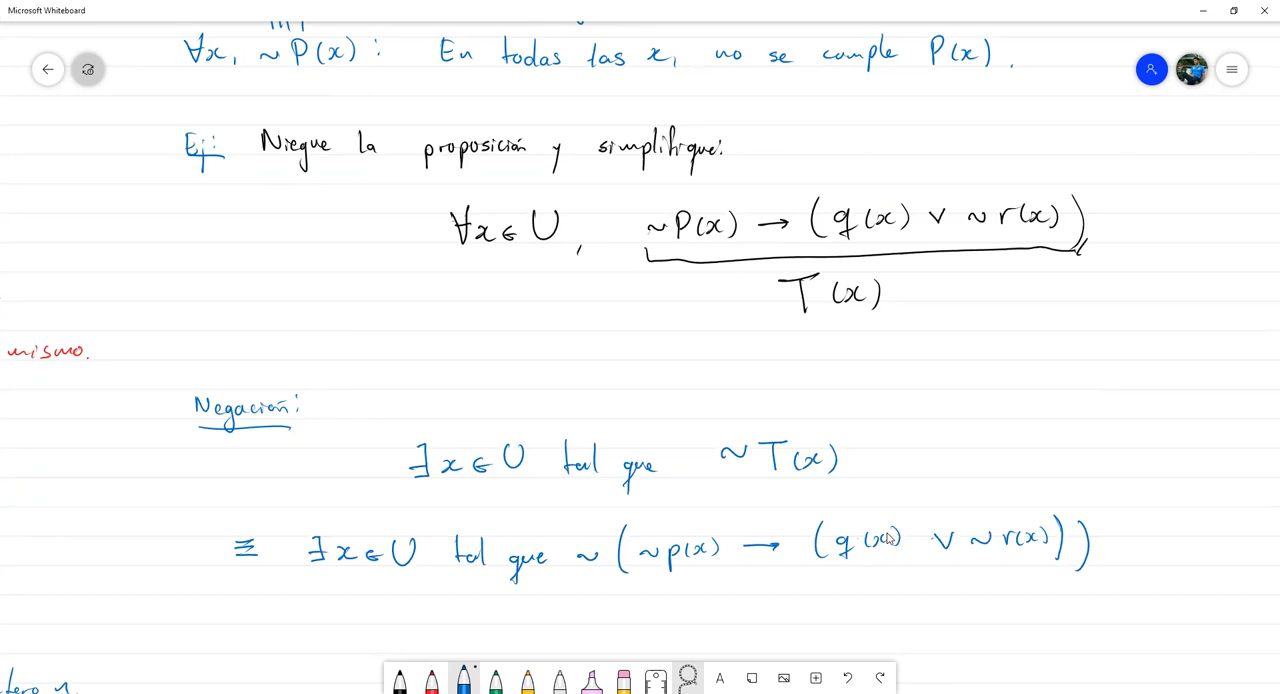 Microsoft Whiteboard
∀x, ~P(x): En todas las x, no se cumple P(x).
Ej: Niegue la proposición y simplifique:
∀x ∈ U, ~P(x) → (q(x) ∨ ~r(x))
T(x)
mismo.
Negación:
∃x ∈ U tal que ~T(x)
≡ ∃x ∈ U tal que ~(~p(x) → (q(x) ∨ ~r(x)))